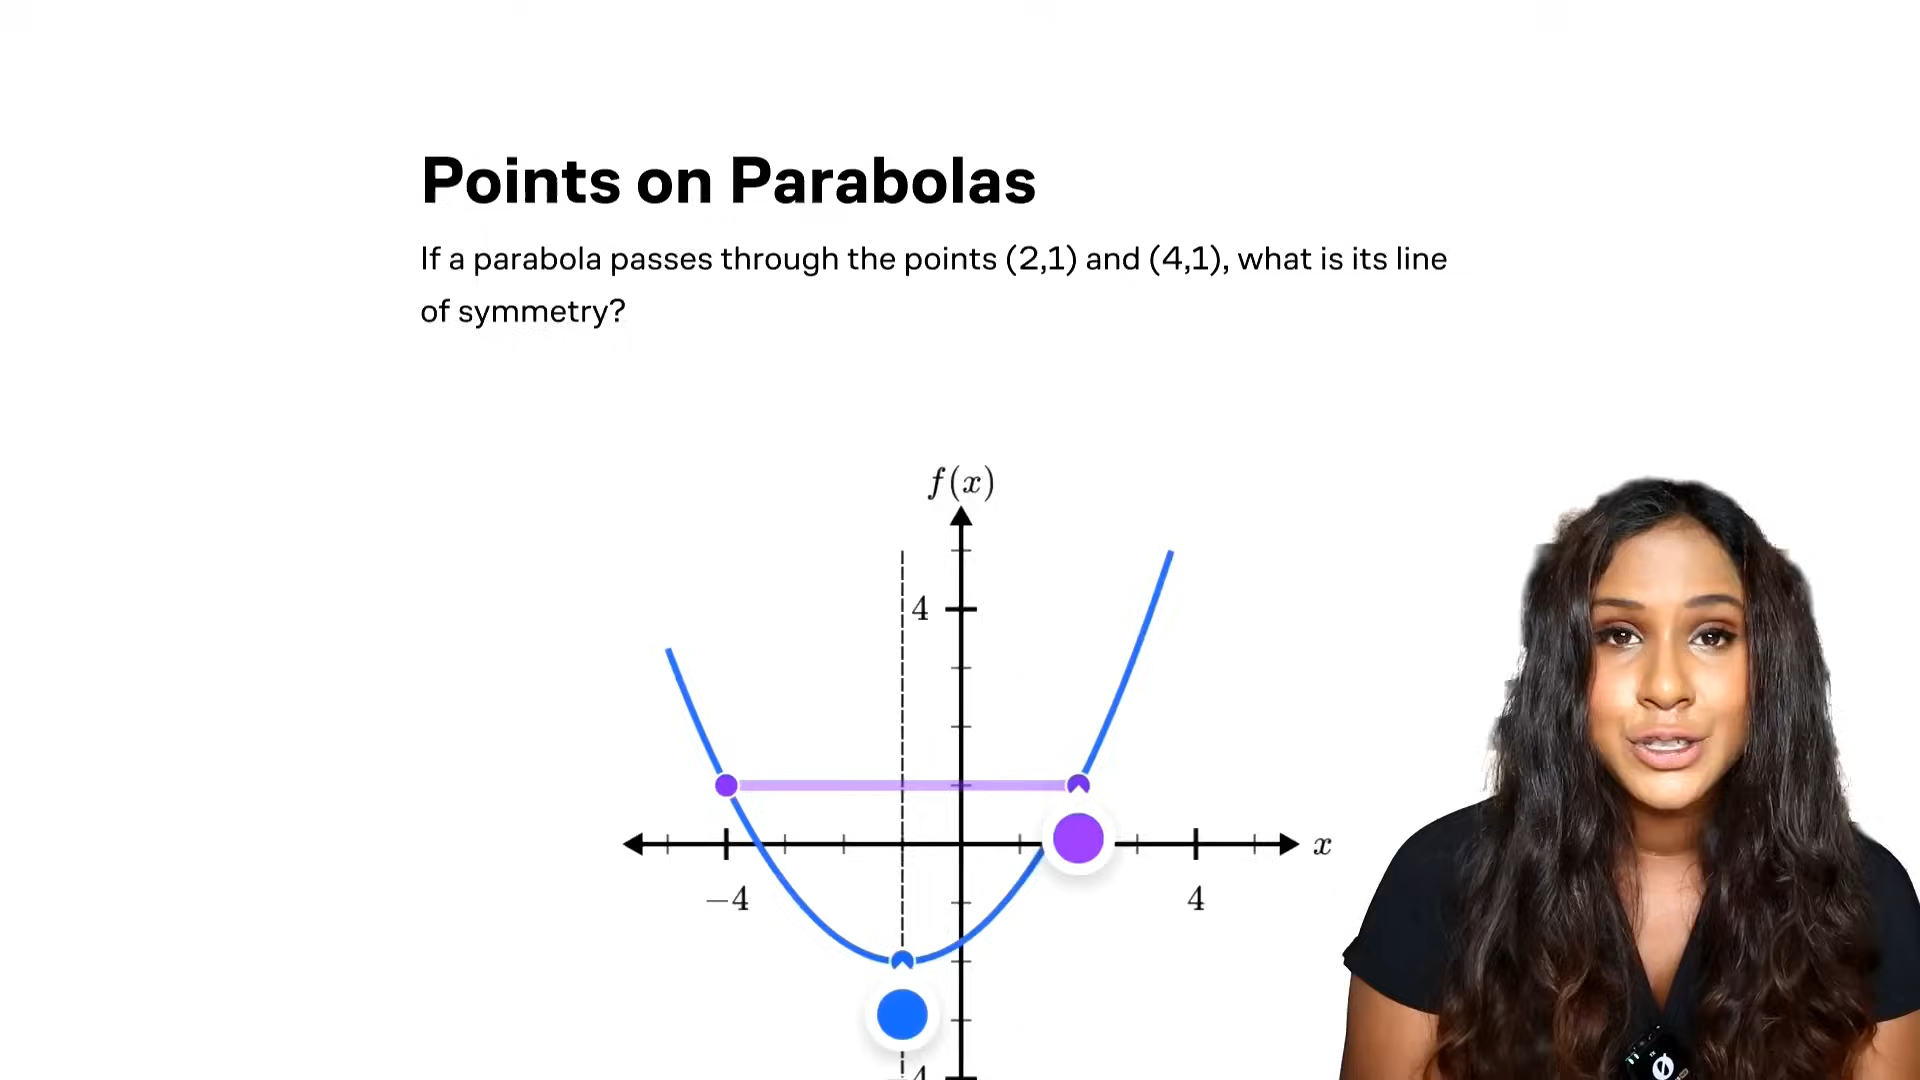 Points on Parabolas
If a parabola passes through the points (2,1) and (4,1), what is its line
of symmetry?
f(x)
4
x
−4
4
−4